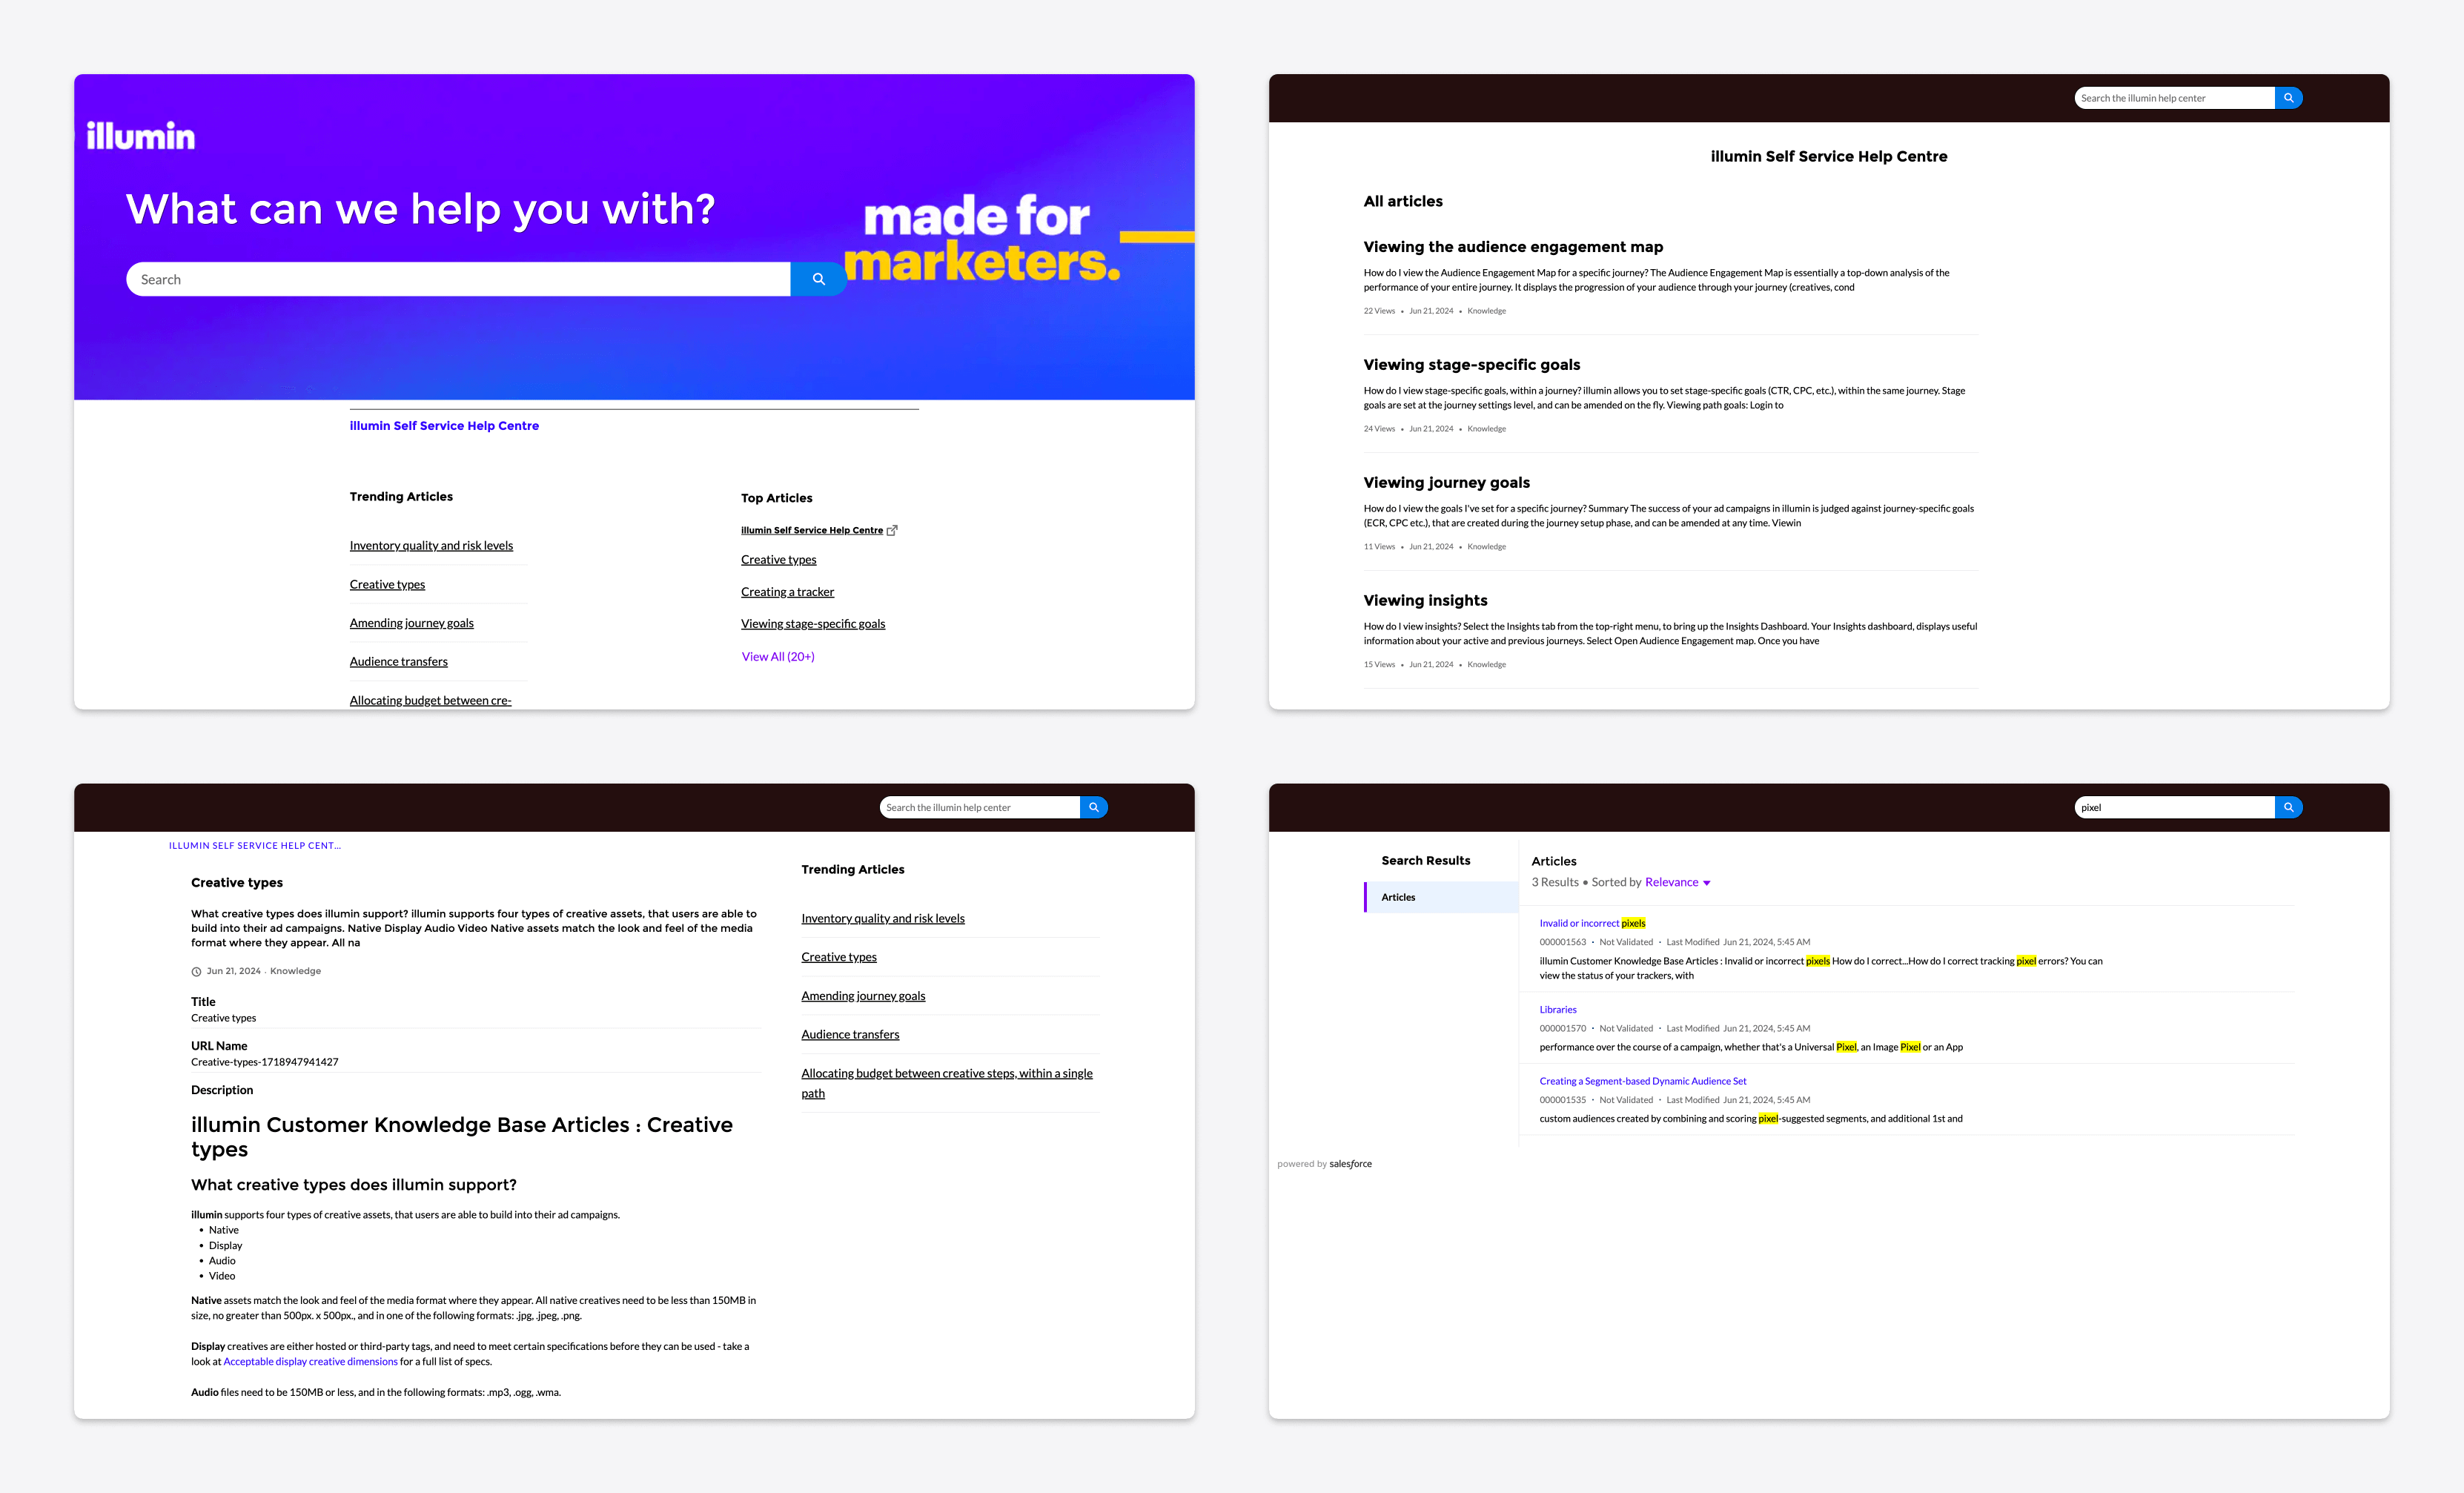 illumin
What can we help you with?
Search
made for
marketers.
illumin Self Service Help Centre
Trending Articles
Inventory quality and risk levels
Creative types
Amending journey goals
Audience transfers
Allocating budget between cre-
Top Articles
illumin Self Service Help Centre
Creative types
Creating a tracker
Viewing stage-specific goals
View All (20+)
Search the illumin help center
illumin Self Service Help Centre
All articles
Viewing the audience engagement map
How do I view the Audience Engagement Map for a specific journey? The Audience Engagement Map is essentially a top-down analysis of the
performance of your entire journey. It displays the progression of your audience through your journey (creatives, cond
22 Views • Jun 21, 2024 • Knowledge
Viewing stage-specific goals
How do I view stage-specific goals, within a journey? illumin allows you to set stage-specific goals (CTR, CPC, etc.), within the same journey. Stage
goals are set at the journey settings level, and can be amended on the fly. Viewing path goals: Login to
24 Views • Jun 21, 2024 • Knowledge
Viewing journey goals
How do I view the goals I've set for a specific journey? Summary The success of your ad campaigns in illumin is judged against journey-specific goals
(ECR, CPC etc.), that are created during the journey setup phase, and can be amended at any time. Viewin
11 Views • Jun 21, 2024 • Knowledge
Viewing insights
How do I view insights? Select the Insights tab from the top-right menu, to bring up the Insights Dashboard. Your Insights dashboard, displays useful
information about your active and previous journeys. Select Open Audience Engagement map. Once you have
15 Views • Jun 21, 2024 • Knowledge
Search the illumin help center
ILLUMIN SELF SERVICE HELP CENT...
Creative types
What creative types does illumin support? illumin supports four types of creative assets, that users are able to
build into their ad campaigns. Native Display Audio Video Native assets match the look and feel of the media
format where they appear. All na
Jun 21, 2024 . Knowledge
Title
Creative types
URL Name
Creative-types-1718947941427
Description
illumin Customer Knowledge Base Articles : Creative
types
What creative types does illumin support?
illumin supports four types of creative assets, that users are able to build into their ad campaigns.
• Native
• Display
• Audio
• Video
Native assets match the look and feel of the media format where they appear. All native creatives need to be less than 150MB in
size, no greater than 500px. x 500px., and in one of the following formats: .jpg, .jpeg, .png.
Display creatives are either hosted or third-party tags, and need to meet certain specifications before they can be used - take a
look at Acceptable display creative dimensions for a full list of specs.
Audio files need to be 150MB or less, and in the following formats: .mp3, .ogg, .wma.
Trending Articles
Inventory quality and risk levels
Creative types
Amending journey goals
Audience transfers
Allocating budget between creative steps, within a single
path
pixel
Search Results
Articles
Articles
3 Results • Sorted by Relevance
Invalid or incorrect pixels
000001563 • Not Validated • Last Modified Jun 21, 2024, 5:45 AM
illumin Customer Knowledge Base Articles : Invalid or incorrect pixels How do I correct...How do I correct tracking pixel errors? You can
view the status of your trackers, with
Libraries
000001570 • Not Validated • Last Modified Jun 21, 2024, 5:45 AM
performance over the course of a campaign, whether that's a Universal Pixel, an Image Pixel or an App
Creating a Segment-based Dynamic Audience Set
000001535 • Not Validated • Last Modified Jun 21, 2024, 5:45 AM
custom audiences created by combining and scoring pixel-suggested segments, and additional 1st and
powered by salesforce